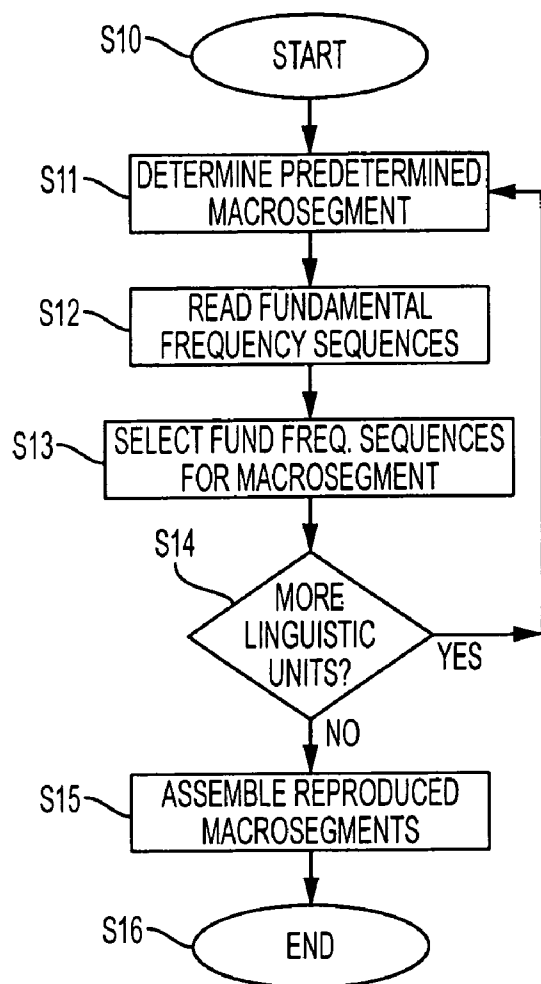 S10
START
S11
DETERMINE PREDETERMINED
MACROSEGMENT
S12
READ FUNDAMENTAL
FREQUENCY SEQUENCES
S13
SELECT FUND FREQ. SEQUENCES
FOR MACROSEGMENT
S14
MORE
LINGUISTIC
UNITS?
YES
NO
S15
ASSEMBLE REPRODUCED
MACROSEGMENTS
S16
END